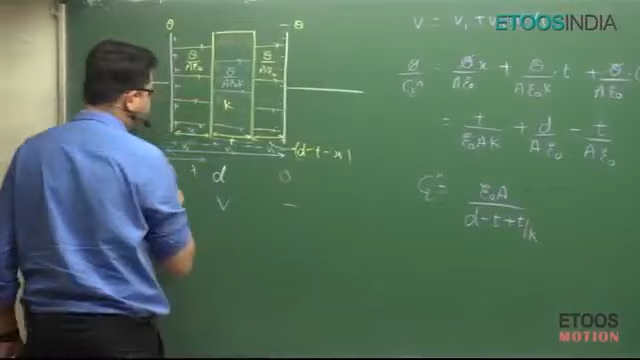 ETOOSINDIA
V = V₁ + V
Q
- Q
Q/Aε₀
Q/Aε₀K
Q/Aε₀
K
x
(d-t-x)
d
V
Q/C = Q x/Aε₀ + Q/Aε₀K · t + Q/Aε₀
= t/ε₀AK + d/Aε₀ - t/Aε₀
C = ε₀A/d-t+t/K
ETOOS
MOTION